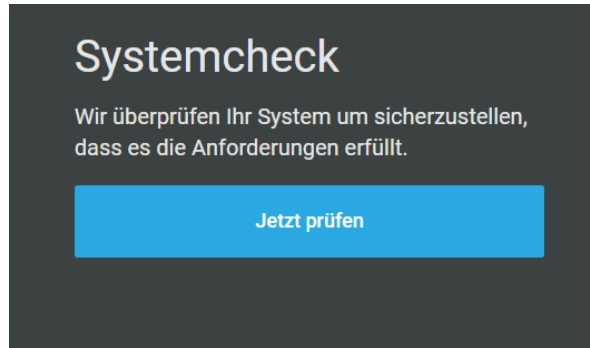 Systemcheck
Wir überprüfen Ihr System um sicherzustellen,
dass es die Anforderungen erfüllt.
Jetzt prüfen